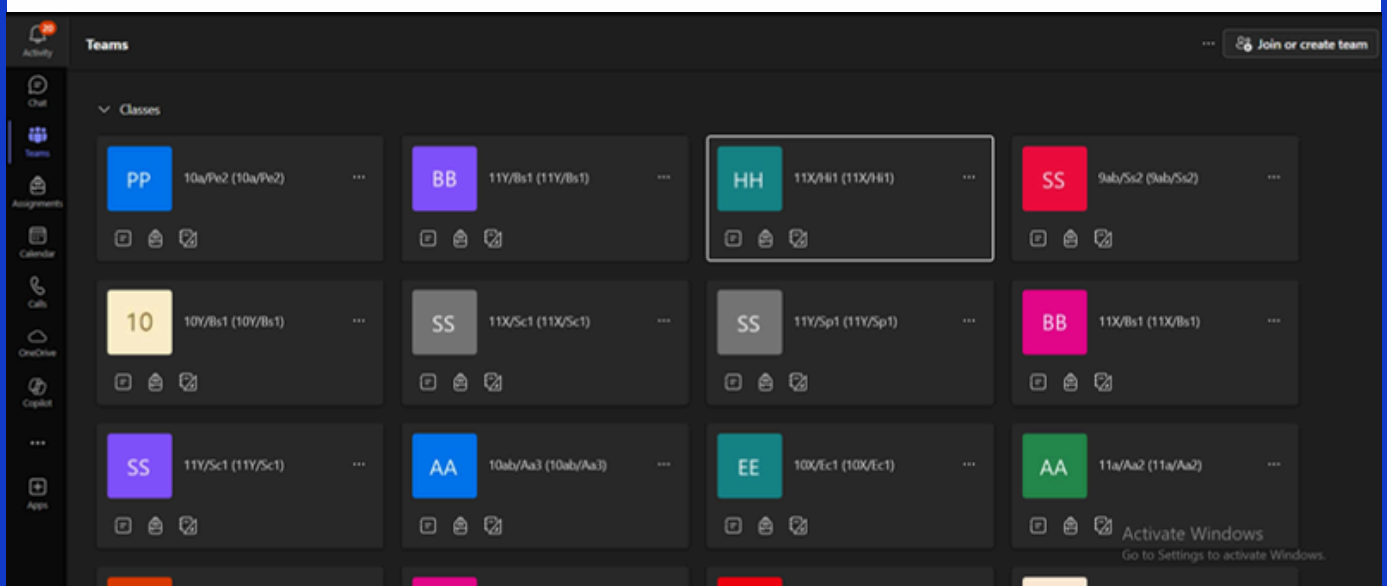 20
Activity
Teams
Join or create team
Chat
Classes
Teams
PP 10a/Pe2 (10a/Pe2)
BB 11Y/Bs1 (11Y/Bs1)
HH 11X/Hi1 (11X/Hi1)
SS 9ab/Ss2 (9ab/Ss2)
Assignments
Calendar
Calls
10 10Y/Bs1 (10Y/Bs1)
SS 11X/Sc1 (11X/Sc1)
SS 11Y/Sp1 (11Y/Sp1)
BB 11X/Bs1 (11X/Bs1)
OneDrive
Copilot
SS 11Y/Sc1 (11Y/Sc1)
AA 10ab/Aa3 (10ab/Aa3)
EE 10X/Ec1 (10X/Ec1)
AA 11a/Aa2 (11a/Aa2)
Apps
Activate Windows
Go to Settings to activate Windows.